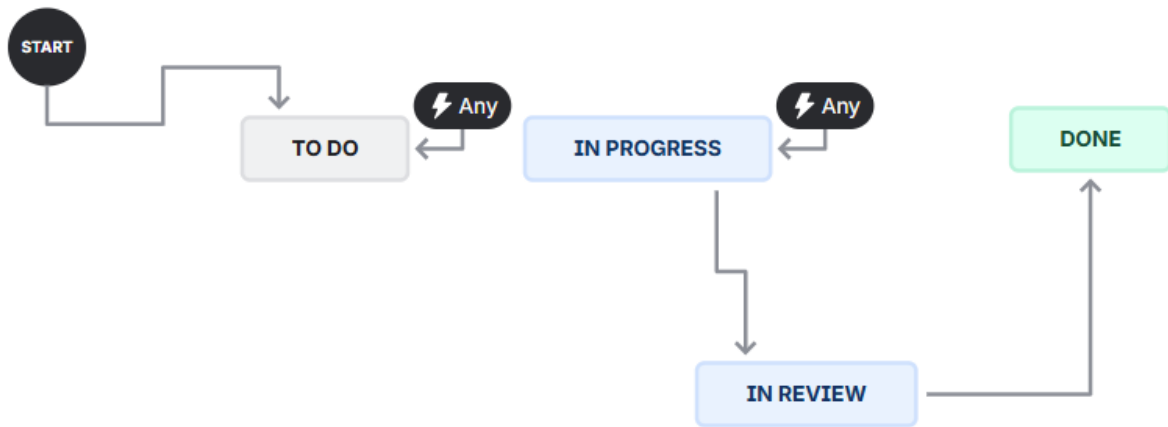 START
TO DO
Any
IN PROGRESS
Any
DONE
IN REVIEW